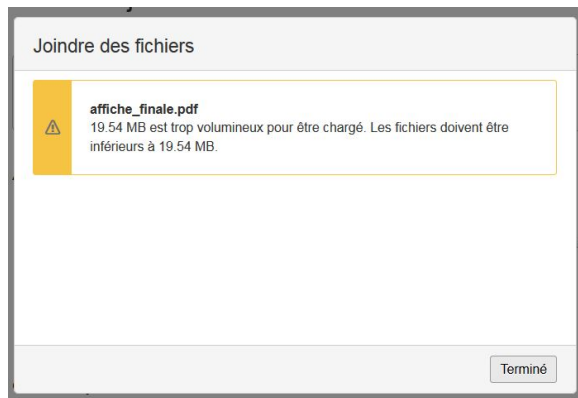 Joindre des fichiers
affiche_finale.pdf
19.54 MB est trop volumineux pour être chargé. Les fichiers doivent être
inférieurs à 19.54 MB.
Terminé